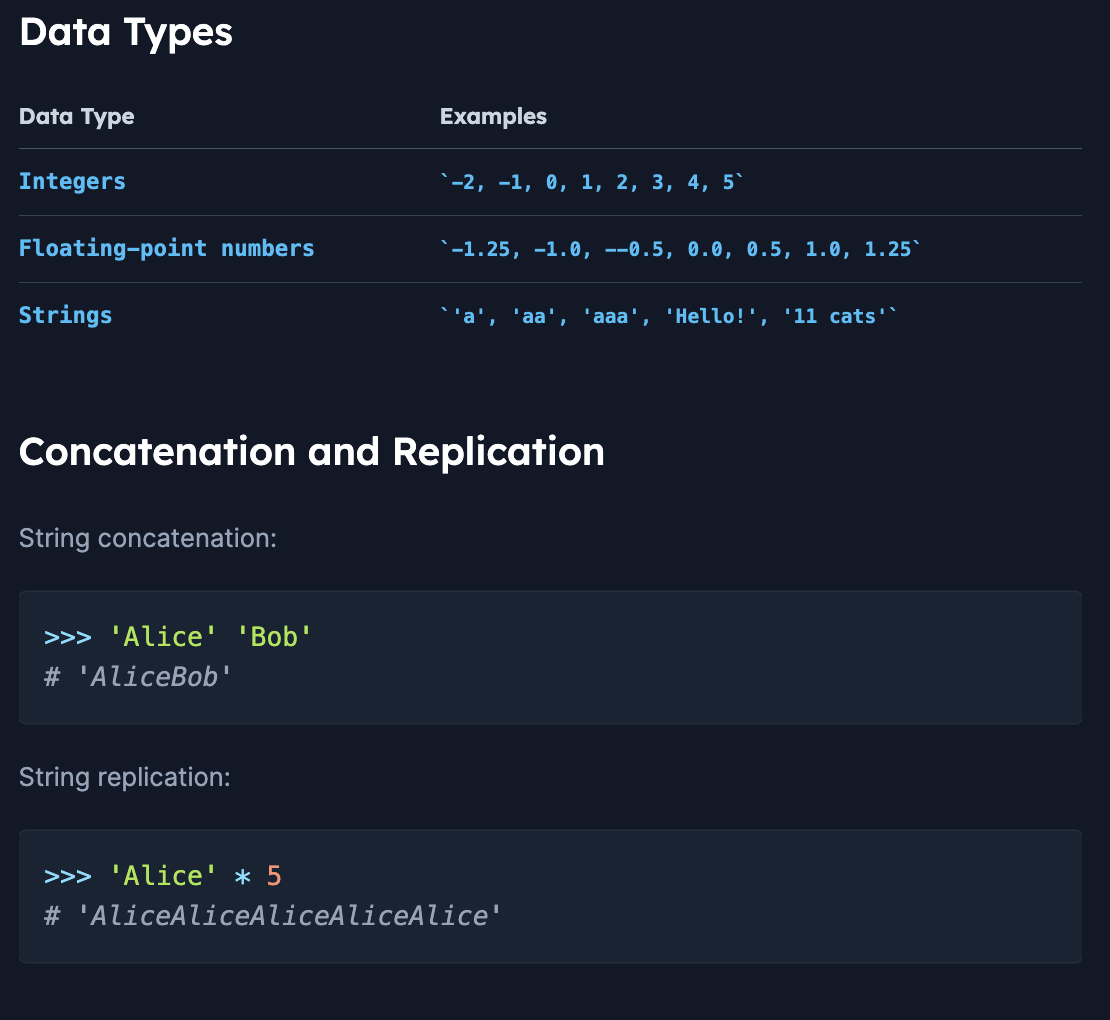 Data Types
Data Type Examples
Integers `-2, -1, 0, 1, 2, 3, 4, 5`
Floating-point numbers `-1.25, -1.0, --0.5, 0.0, 0.5, 1.0, 1.25`
Strings `'a', 'aa', 'aaa', 'Hello!', '11 cats'`
Concatenation and Replication
String concatenation:
>>> 'Alice' 'Bob'
# 'AliceBob'
String replication:
>>> 'Alice' * 5
# 'AliceAliceAliceAliceAlice'